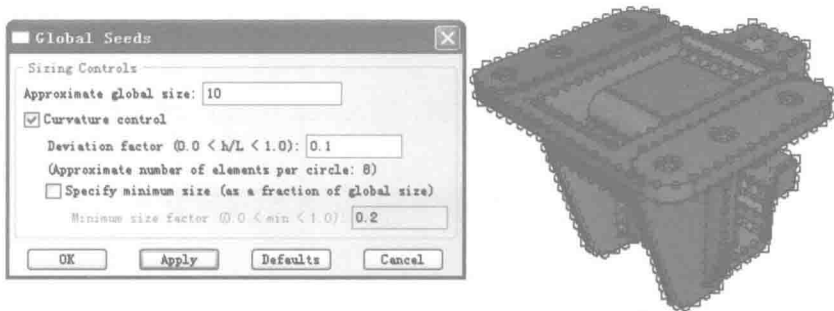 Global Seeds
Sizing Controls
Approximate global size: 10
Curvature control
Deviation factor (0.0 < h/L < 1.0): 0.1
(Approximate number of elements per circle: 8)
Specify minimum size (as a fraction of global size)
Minimum size factor (0.0 < min < 1.0): 0.2
OK Apply Defaults Cancel